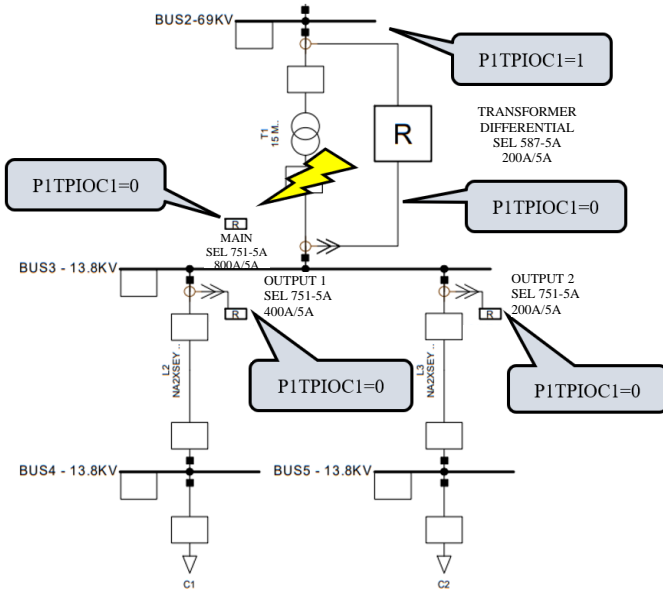 BUS2-69KV
P1TPIOC1=1
T1
15 M..
R
TRANSFORMER
DIFFERENTIAL
SEL 587-5A
200A/5A
P1TPIOC1=0
P1TPIOC1=0
R
MAIN
SEL 751-5A
800A/5A
BUS3 - 13.8KV
OUTPUT 1
SEL 751-5A
400A/5A
R
OUTPUT 2
SEL 751-5A
200A/5A
R
L2
NA2XSEY ..
P1TPIOC1=0
L3
NA2XSEY ..
P1TPIOC1=0
BUS4 - 13.8KV
BUS5 - 13.8KV
C1
C2